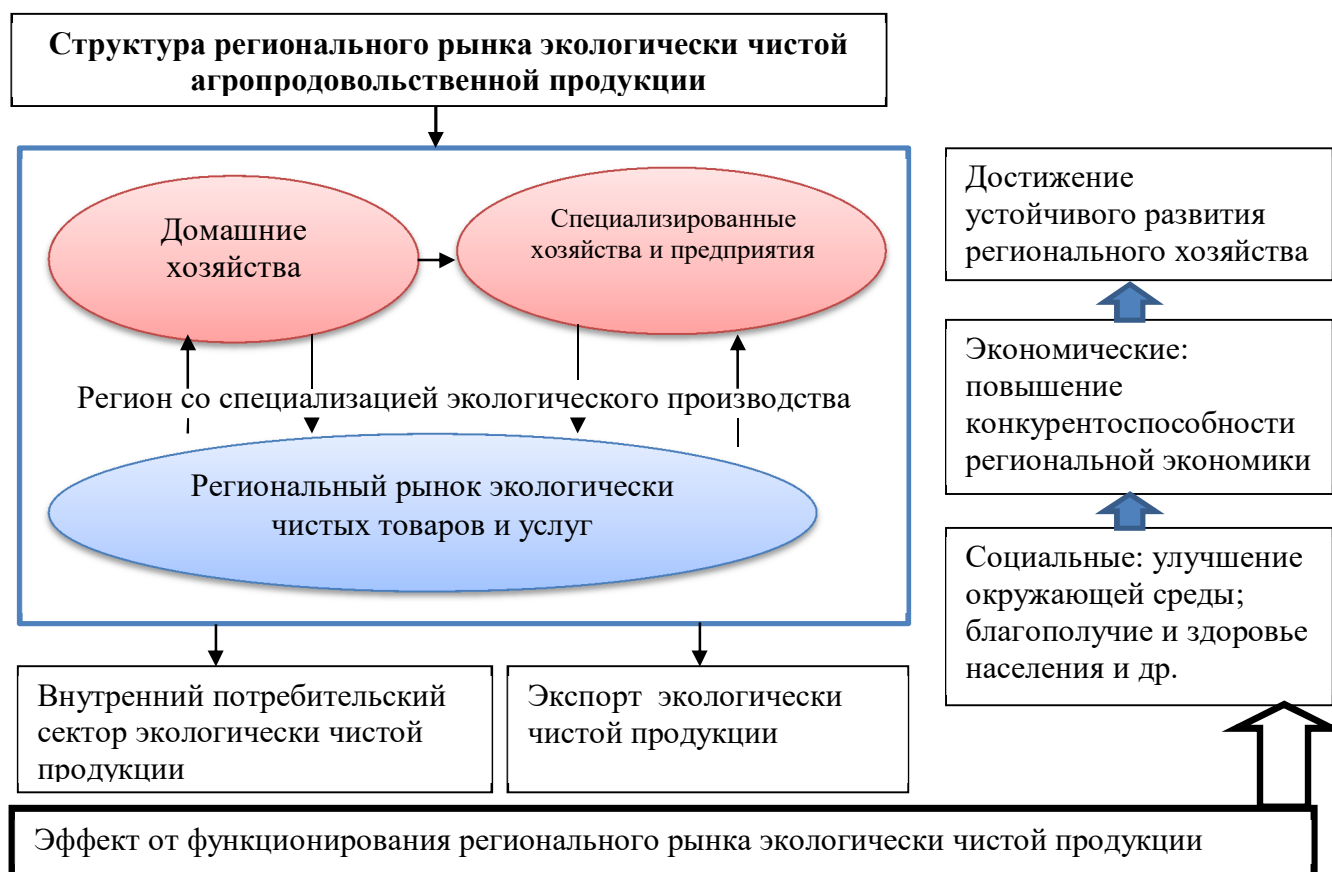 Структура регионального рынка экологически чистой
агропродовольственной продукции
Домашние
хозяйства
Специализированные
хозяйства и предприятия
Регион со специализацией экологического производства
Региональный рынок экологически
чистых товаров и услуг
Внутренний потребительский
сектор экологически чистой
продукции
Экспорт экологически
чистой продукции
Достижение
устойчивого развития
регионального хозяйства
Экономические:
повышение
конкурентоспособности
региональной экономики
Социальные: улучшение
окружающей среды;
благополучие и здоровье
населения и др.
Эффект от функционирования регионального рынка экологически чистой продукции